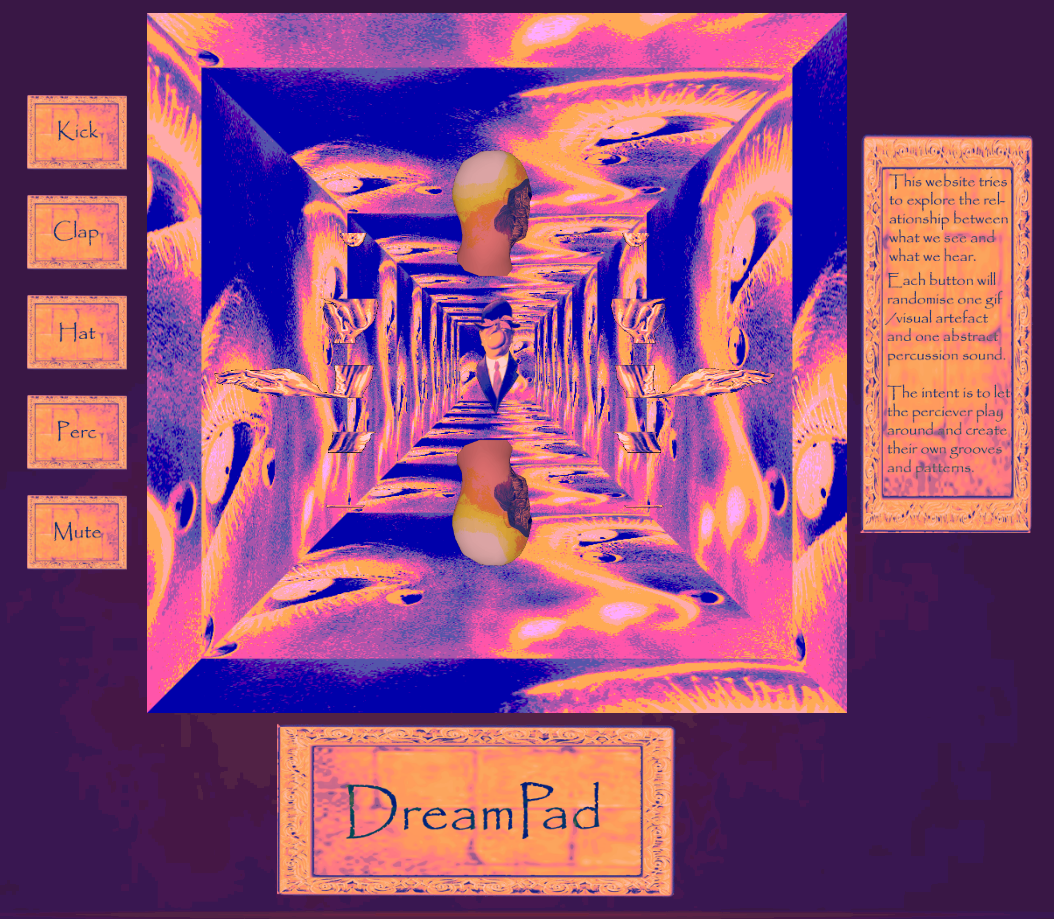 Kick
Clap
Hat
Perc
Mute
This website tries
to explore the rel-
ationship between
what we see and
what we hear.
Each button will
randomise one gif
/visual artefact
and one abstract
percussion sound.
The intent is to let
the perciever play
around and create
their own grooves
and patterns.
DreamPad